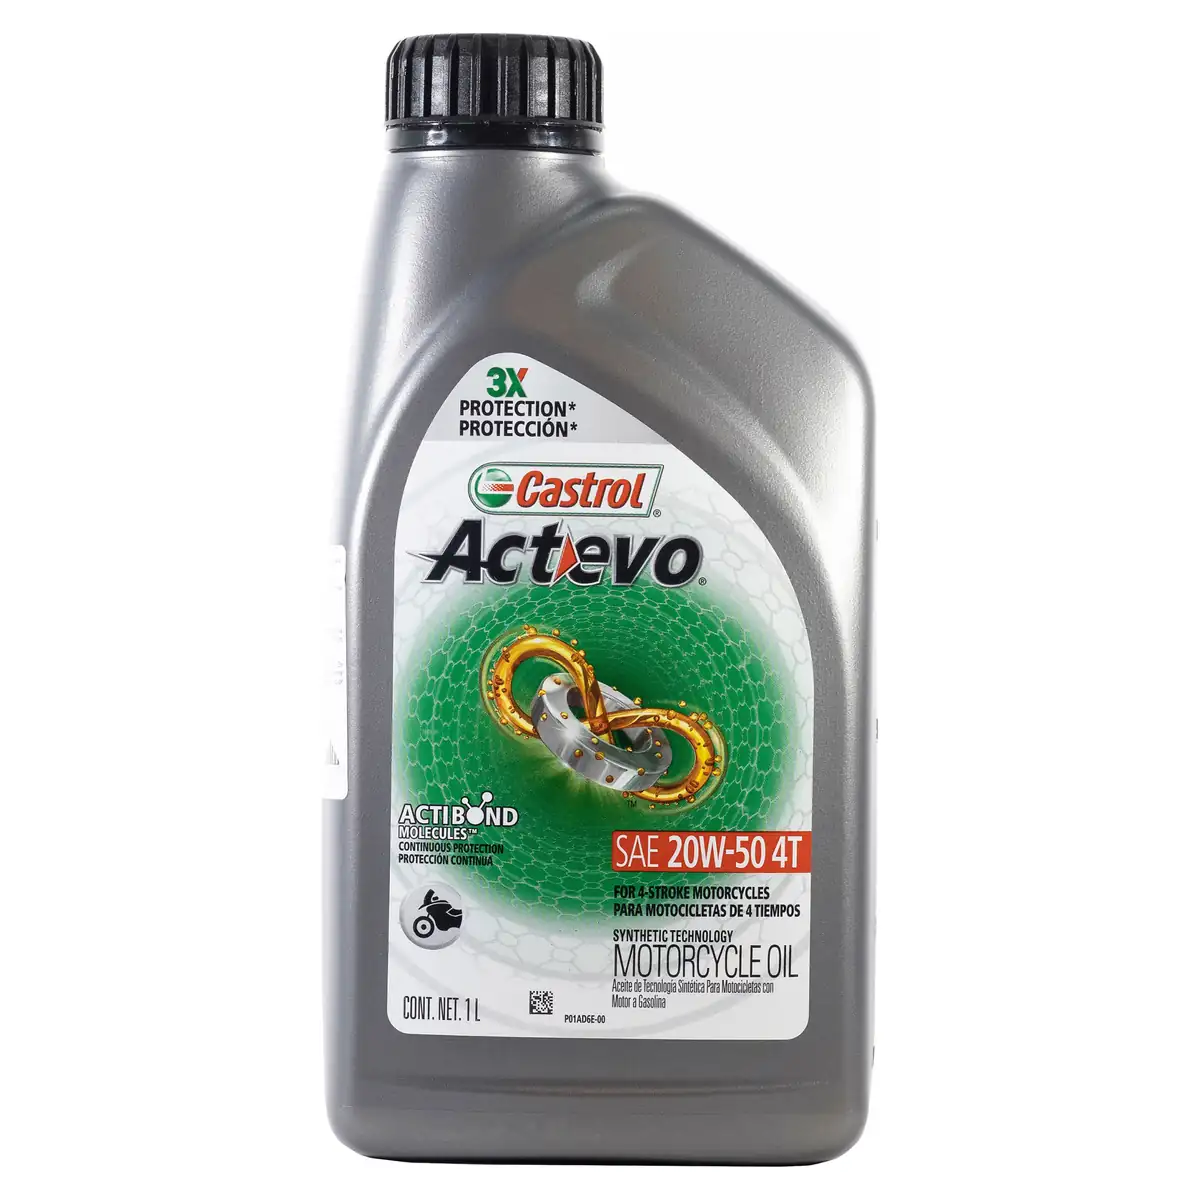 3X
PROTECTION*
PROTECCIÓN*
Castrol
®
Actevo®
ACTIBOND
MOLECULES™
CONTINUOUS PROTECTION
PROTECCIÓN CONTINUA
TM
SAE 20W-50 4T
FOR 4-STROKE MOTORCYCLES
PARA MOTOCICLETAS DE 4 TIEMPOS
SYNTHETIC TECHNOLOGY
MOTORCYCLE OIL
Aceite de Tecnología Sintética Para Motocicletas con
Motor a Gasolina
CONT. NET. 1 L
P01AD6E-00